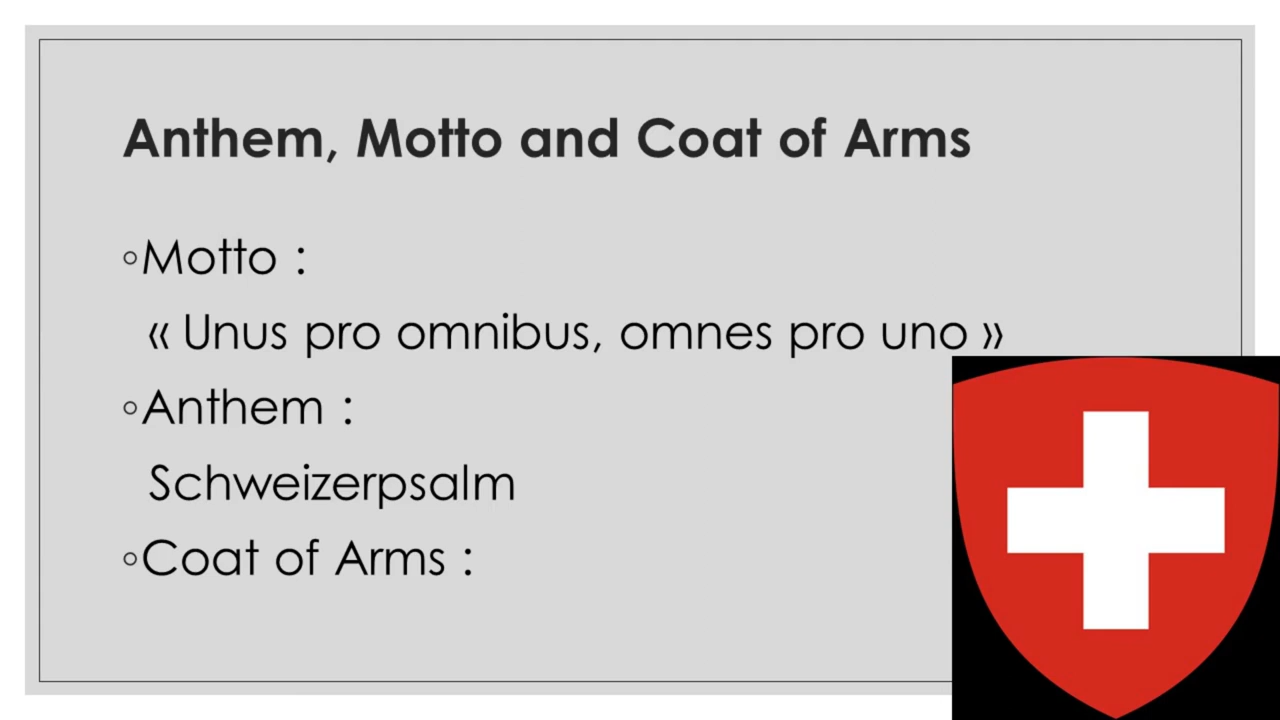 Anthem, Motto and Coat of Arms
◦Motto :
« Unus pro omnibus, omnes pro uno »
◦Anthem :
Schweizerpsalm
◦Coat of Arms :